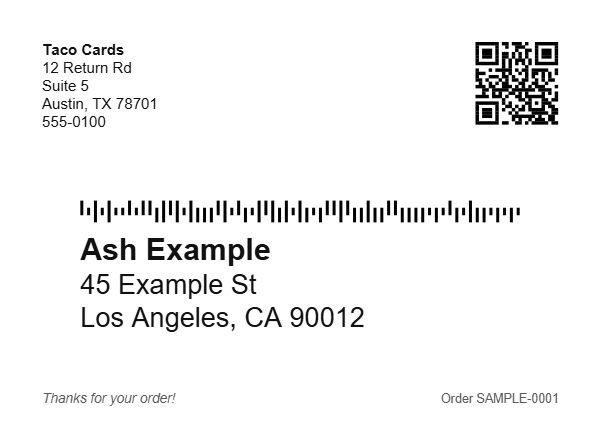 Taco Cards
12 Return Rd
Suite 5
Austin, TX 78701
555-0100
Ash Example
45 Example St
Los Angeles, CA 90012
Thanks for your order!
Order SAMPLE-0001